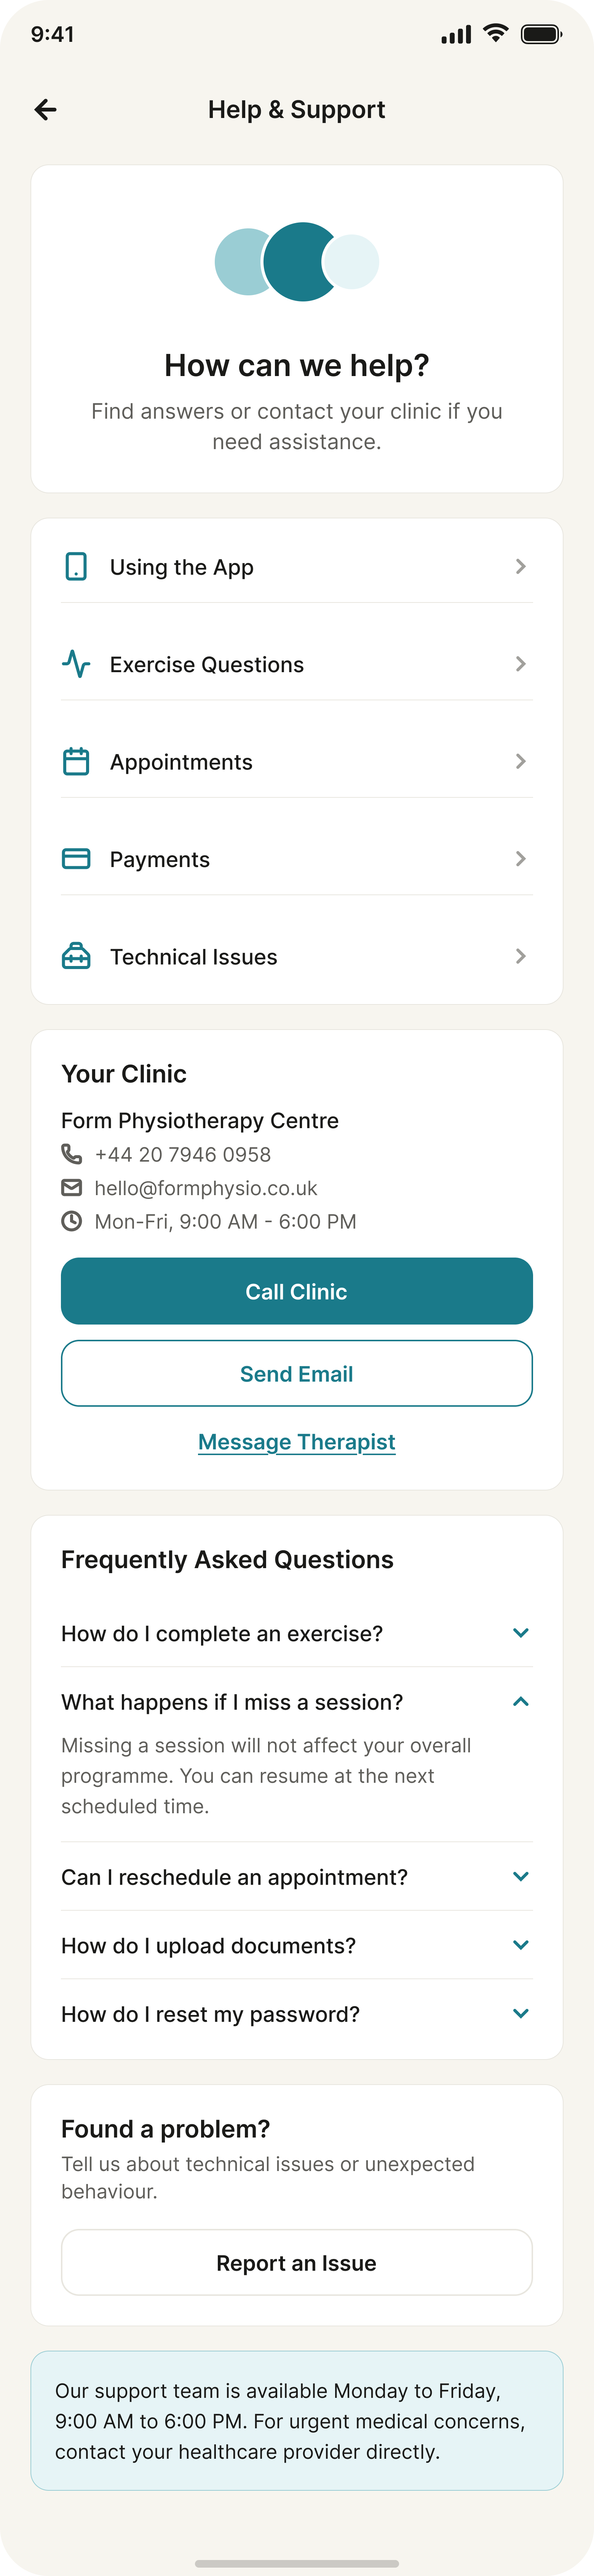 9:41
Help & Support
How can we help?
Find answers or contact your clinic if you
need assistance.
Using the App
Exercise Questions
Appointments
Payments
Technical Issues
Your Clinic
Form Physiotherapy Centre
+44 20 7946 0958
hello@formphysio.co.uk
Mon-Fri, 9:00 AM - 6:00 PM
Call Clinic
Send Email
Message Therapist
Frequently Asked Questions
How do I complete an exercise?
What happens if I miss a session?
Missing a session will not affect your overall
programme. You can resume at the next
scheduled time.
Can I reschedule an appointment?
How do I upload documents?
How do I reset my password?
Found a problem?
Tell us about technical issues or unexpected
behaviour.
Report an Issue
Our support team is available Monday to Friday,
9:00 AM to 6:00 PM. For urgent medical concerns,
contact your healthcare provider directly.